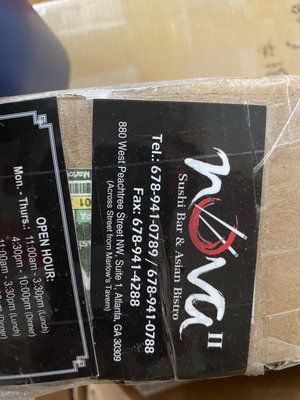 nova II
Sushi Bar & Asian Bistro
Tel.: 678-941-0789 / 678-941-0788
Fax: 678-941-4288
880 West Peachtree Street NW, Suite 1, Atlanta, GA 30309
(Across Street from Marlow's Tavern)
OPEN HOUR:
Mon. - Thurs.: 11:00am - 3:30pm (Lunch)
4:30pm - 10:00pm (Dinner)
11:00am - 3:30pm (Lunch)
(Dinner)